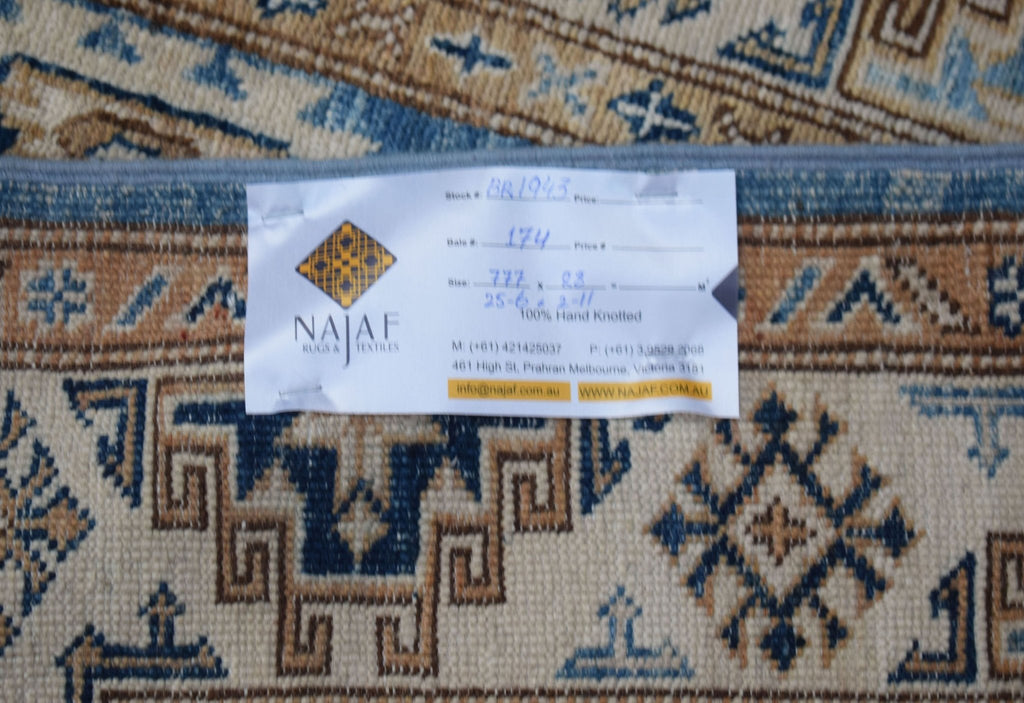 Stock #: BR1943 Price
Bale #: 174 Price #
Size: 777 x 88 = M²
25-6 x 2-11
100% Hand Knotted
NAJAF
RUGS & TEXTILES
M: (+61) 421425037 P: (+61) 3 9529 2066
461 High St, Prahran Melbourne, Victoria 3181
info@najaf.com.au WWW.NAJAF.COM.AU